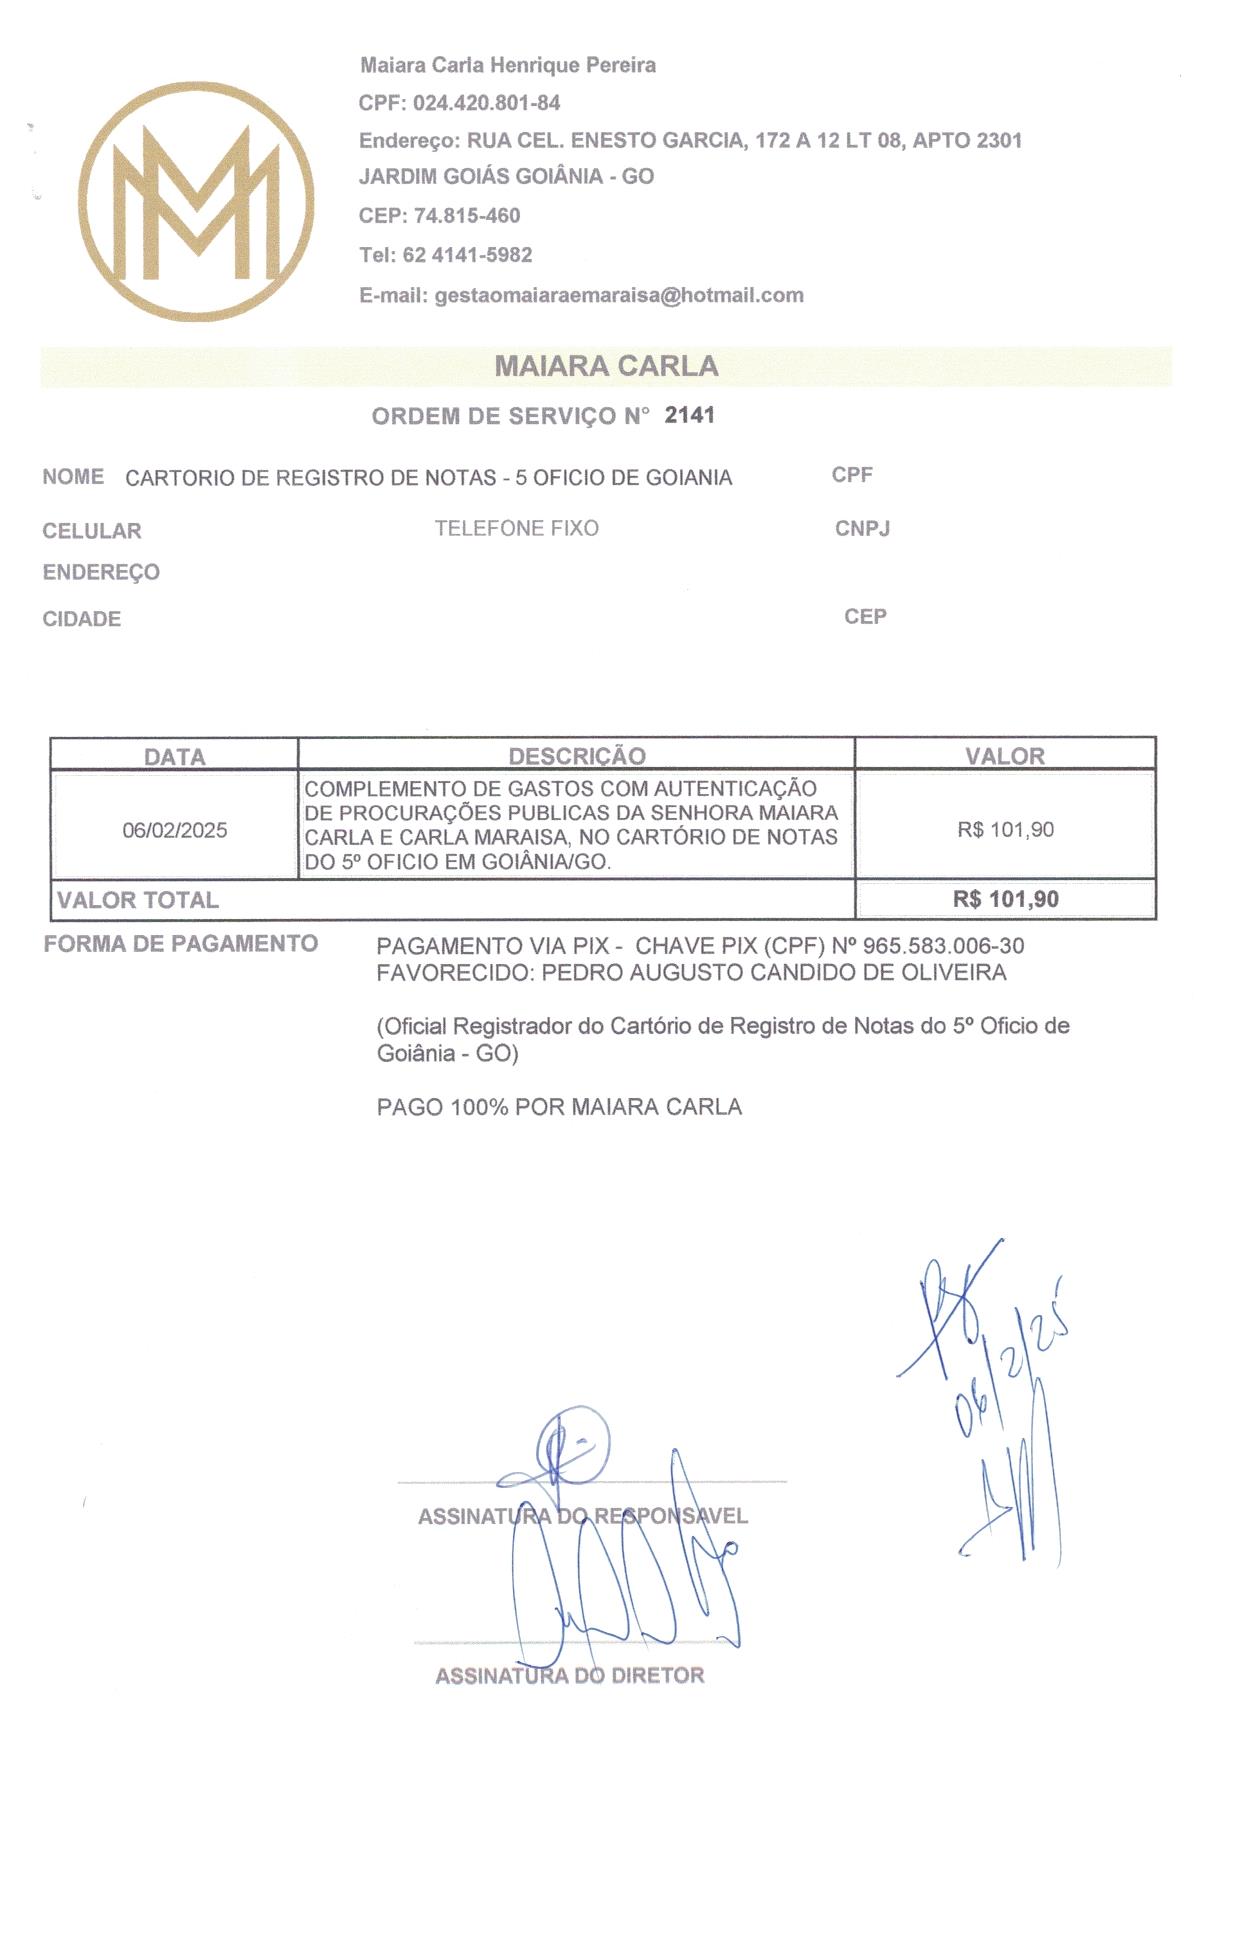 Maiara Carla Henrique Pereira
CPF: 024.420.801-84
Endereço: RUA CEL. ENESTO GARCIA, 172 A 12 LT 08, APTO 2301
JARDIM GOIÁS GOIÂNIA - GO
CEP: 74.815-460
Tel: 62 4141-5982
E-mail: gestaomaiaraemaraisa@hotmail.com
MAIARA CARLA
ORDEM DE SERVIÇO N° 2141
NOME CARTORIO DE REGISTRO DE NOTAS - 5 OFICIO DE GOIANIA CPF
CELULAR TELEFONE FIXO CNPJ
ENDEREÇO
CIDADE CEP
DATA DESCRIÇÃO VALOR
COMPLEMENTO DE GASTOS COM AUTENTICAÇÃO
DE PROCURAÇÕES PUBLICAS DA SENHORA MAIARA
06/02/2025 CARLA E CARLA MARAISA, NO CARTÓRIO DE NOTAS R$ 101,90
DO 5º OFICIO EM GOIÂNIA/GO.
VALOR TOTAL R$ 101,90
FORMA DE PAGAMENTO PAGAMENTO VIA PIX - CHAVE PIX (CPF) Nº 965.583.006-30
FAVORECIDO: PEDRO AUGUSTO CANDIDO DE OLIVEIRA
(Oficial Registrador do Cartório de Registro de Notas do 5º Oficio de
Goiânia - GO)
PAGO 100% POR MAIARA CARLA
06/2/25
ASSINATURA DO RESPONSAVEL
ASSINATURA DO DIRETOR